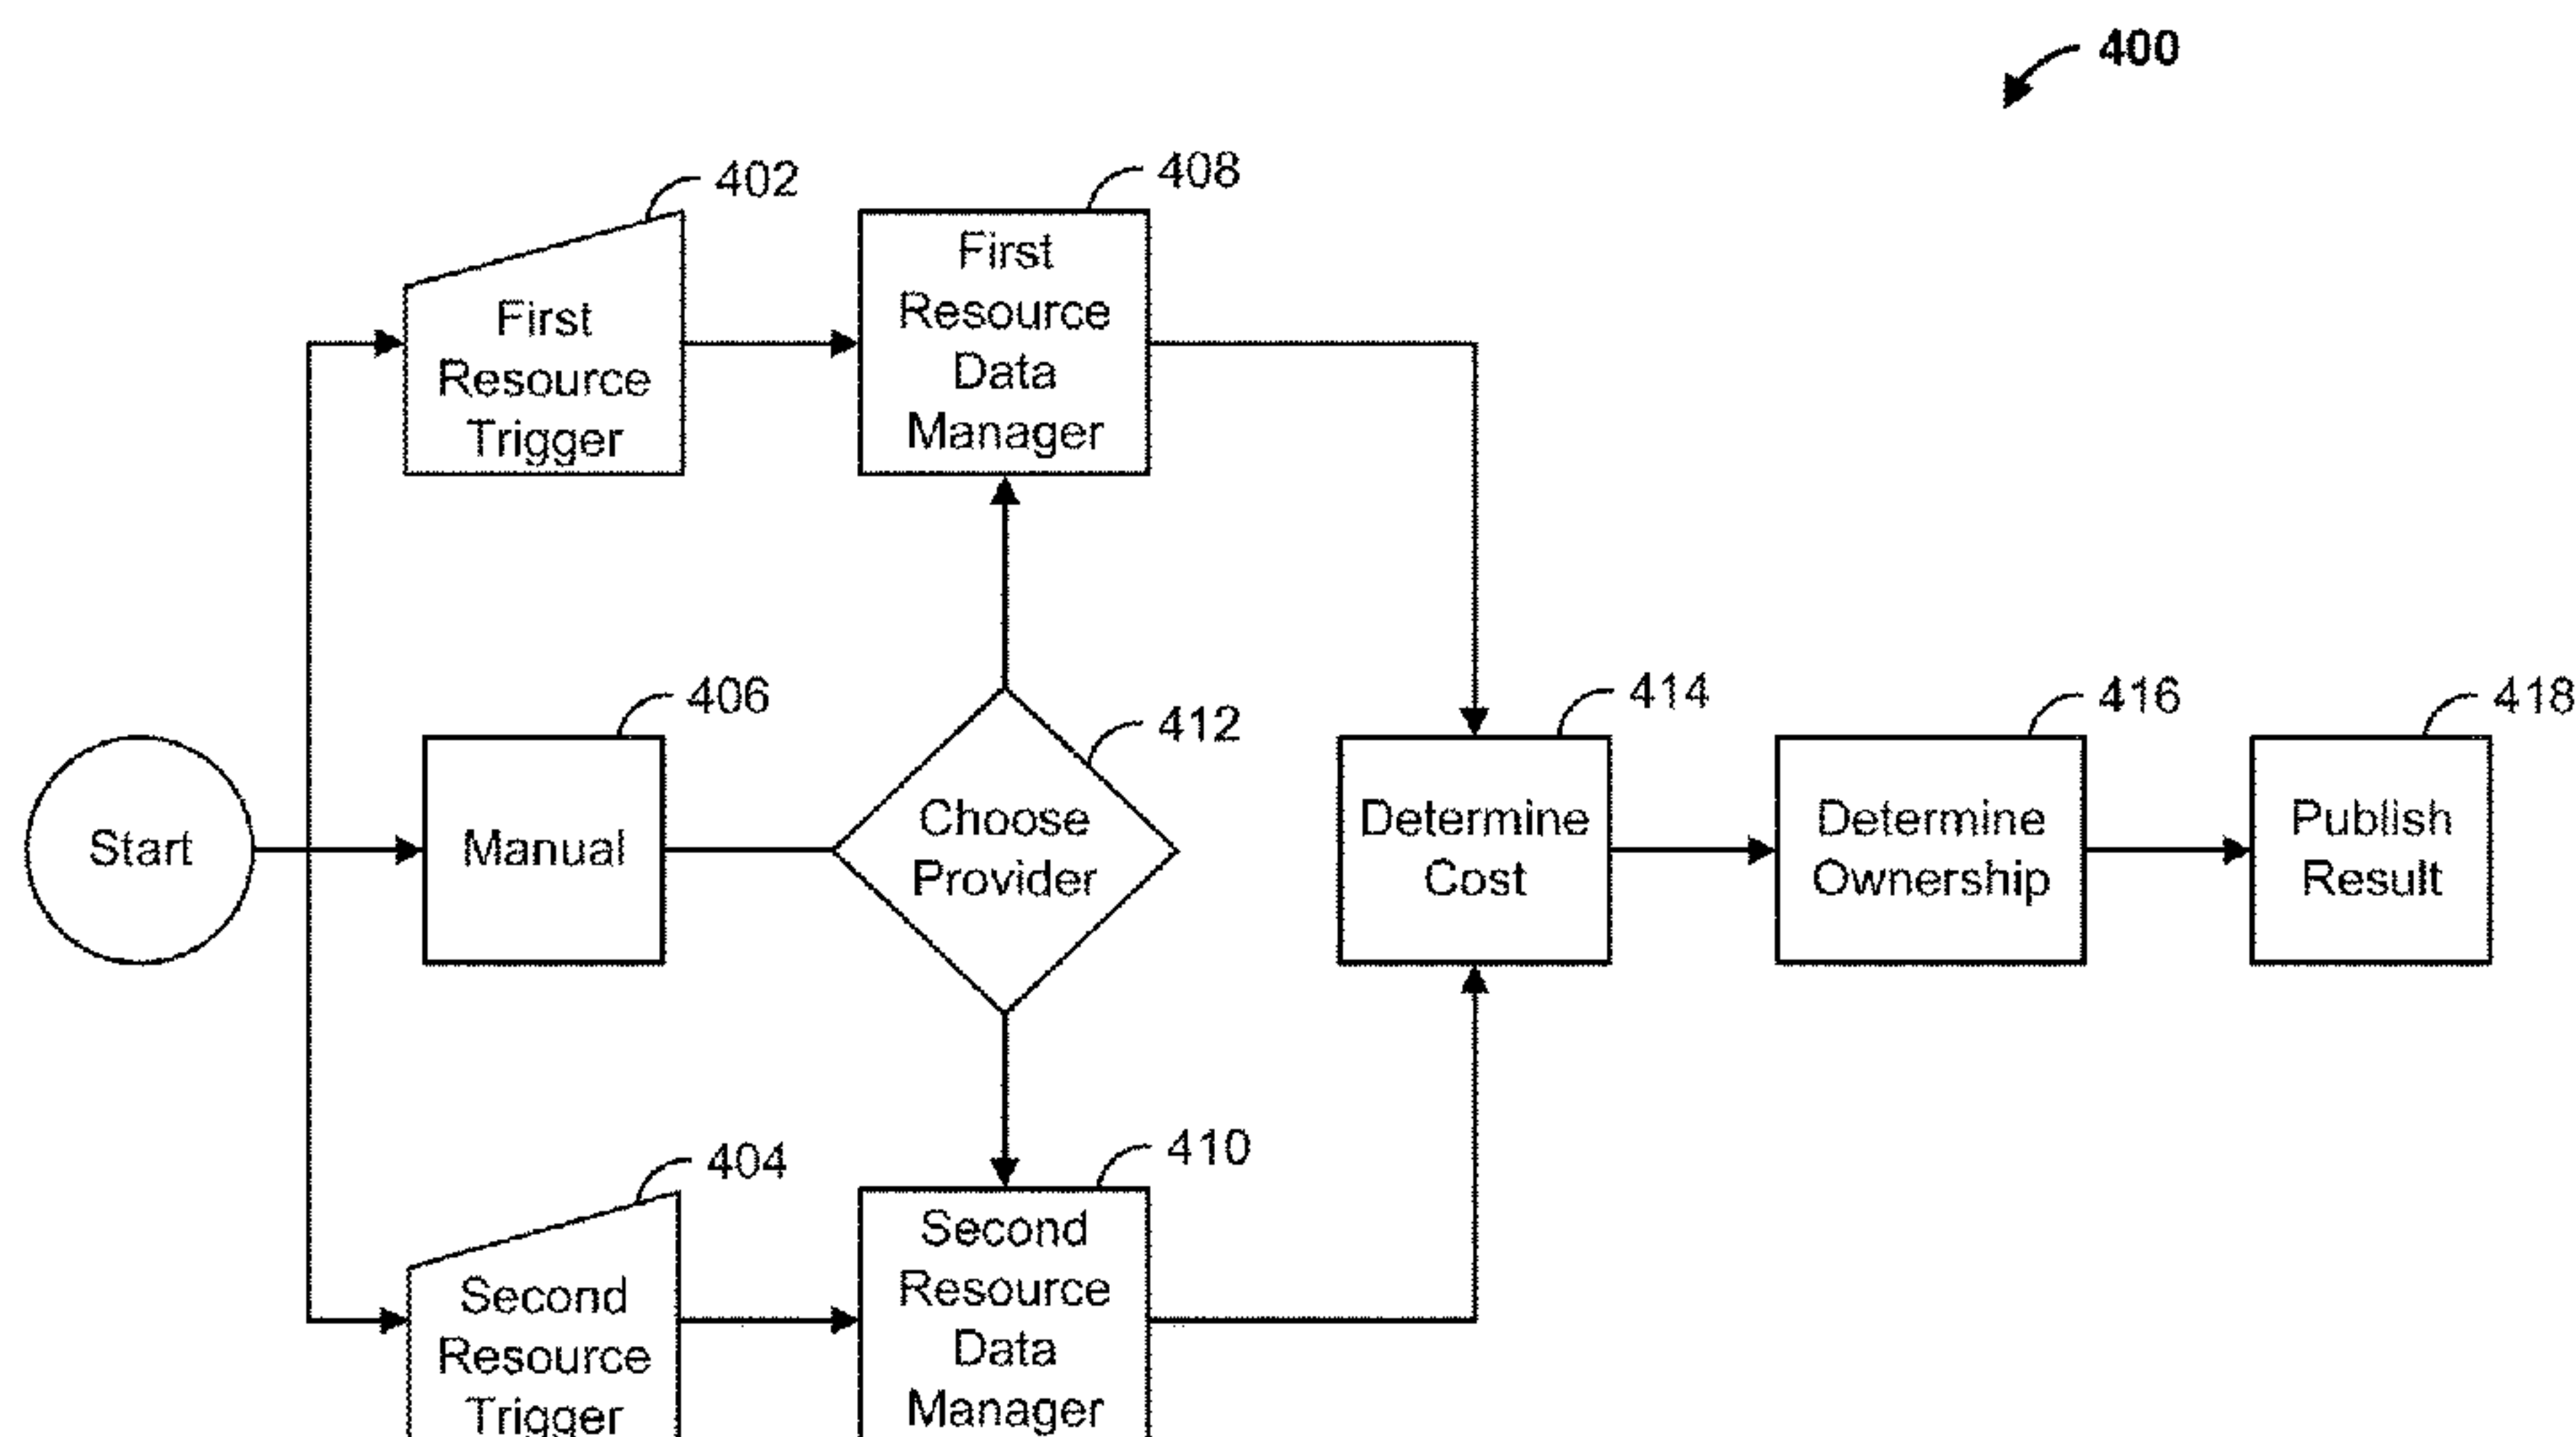 400
402
First
Resource
Trigger
408
First
Resource
Data
Manager
Start
406
Manual
412
Choose
Provider
414
Determine
Cost
416
Determine
Ownership
418
Publish
Result
404
Second
Resource
Trigger
410
Second
Resource
Data
Manager